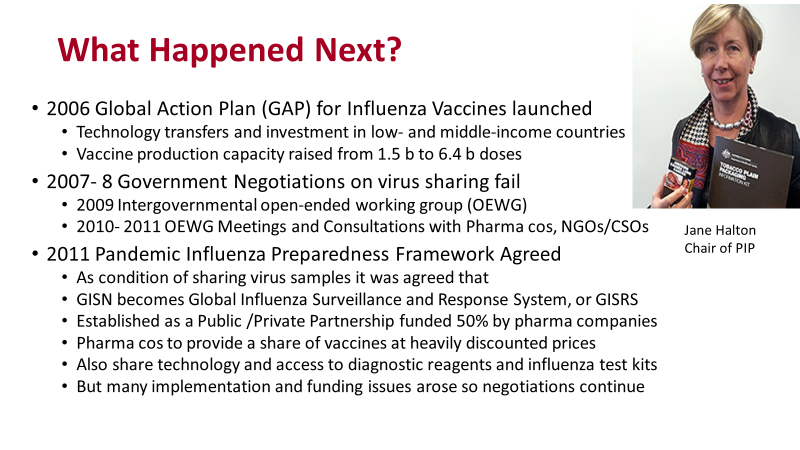 What Happened Next?
• 2006 Global Action Plan (GAP) for Influenza Vaccines launched
• Technology transfers and investment in low- and middle-income countries
• Vaccine production capacity raised from 1.5 b to 6.4 b doses
• 2007- 8 Government Negotiations on virus sharing fail
• 2009 Intergovernmental open-ended working group (OEWG)
• 2010- 2011 OEWG Meetings and Consultations with Pharma cos, NGOs/CSOs
• 2011 Pandemic Influenza Preparedness Framework Agreed
• As condition of sharing virus samples it was agreed that
• GISN becomes Global Influenza Surveillance and Response System, or GISRS
• Established as a Public /Private Partnership funded 50% by pharma companies
• Pharma cos to provide a share of vaccines at heavily discounted prices
• Also share technology and access to diagnostic reagents and influenza test kits
• But many implementation and funding issues arose so negotiations continue
TOBACCO PLAIN
PACKAGING
INFORMATION KIT
Jane Halton
Chair of PIP